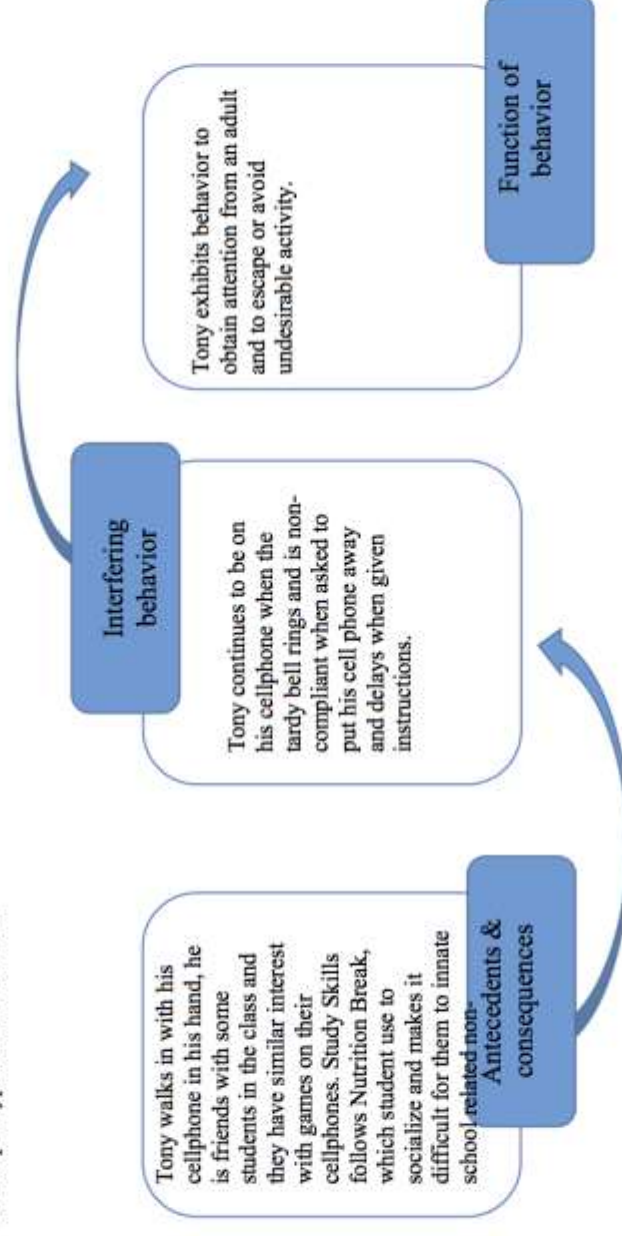 Tony walks in with his
cellphone in his hand, he
is friends with some
students in the class and
they have similar interest
with games on their
cellphones. Study Skills
follows Nutrition Break,
which student use to
socialize and makes it
difficult for them to innate
school related non-
Antecedents &
consequences
Interfering
behavior
Tony continues to be on
his cellphone when the
tardy bell rings and is non-
compliant when asked to
put his cell phone away
and delays when given
instructions.
Tony exhibits behavior to
obtain attention from an adult
and to escape or avoid
undesirable activity.
Function of
behavior